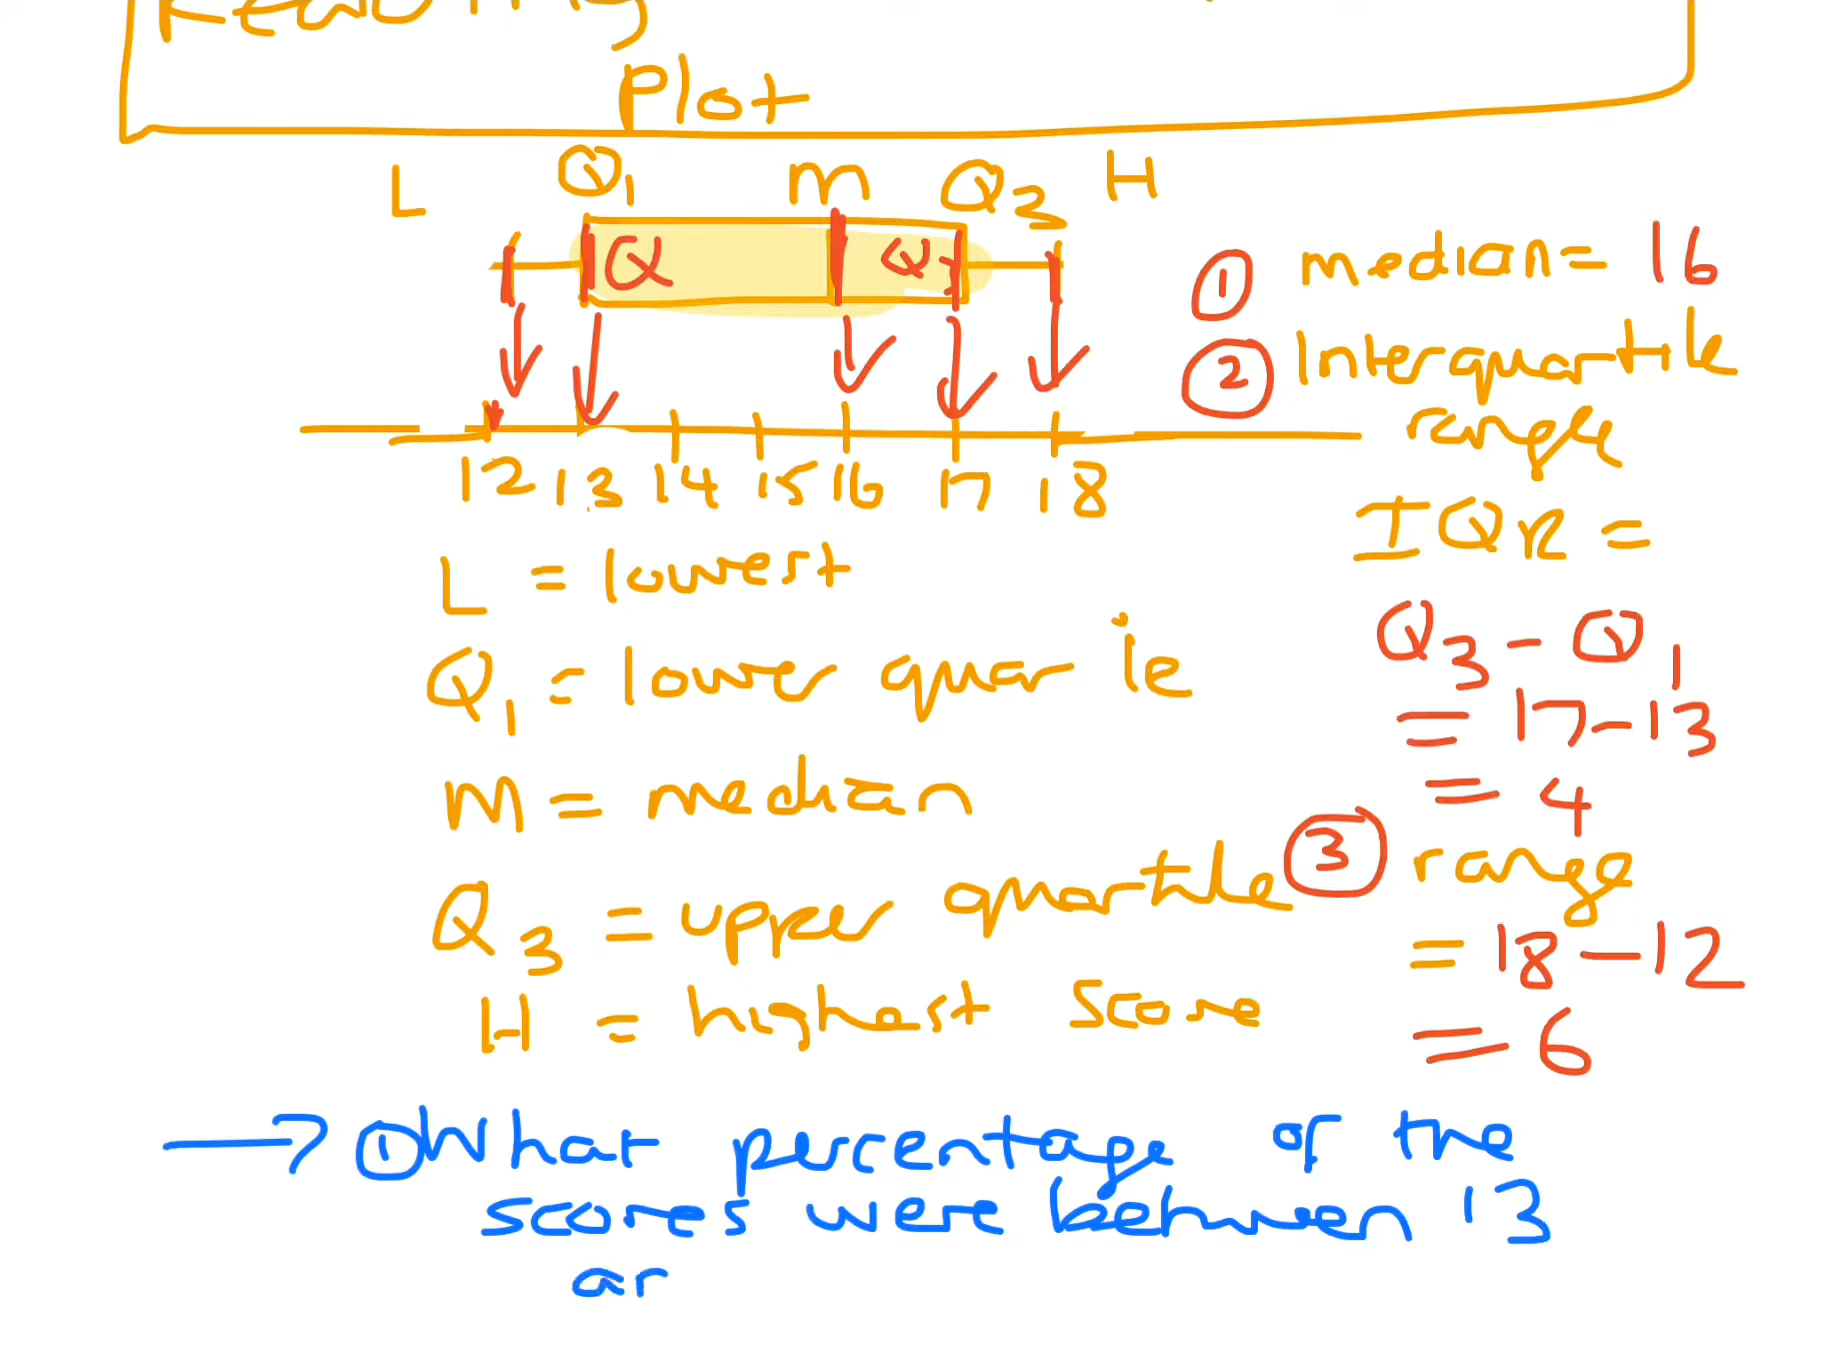 Reading
Plot
L Q1 m Q3 H
Q Q3
12 13 14 15 16 17 18
① median = 16
② Interquartile
range
IQR =
Q3 - Q1
= 17-13
= 4
③ range
= 18-12
= 6
L = lowest
Q1 = lower quar ie
M = median
Q3 = upper quartile
H = highest score
→ ① What percentage of the
scores were between 13
ar